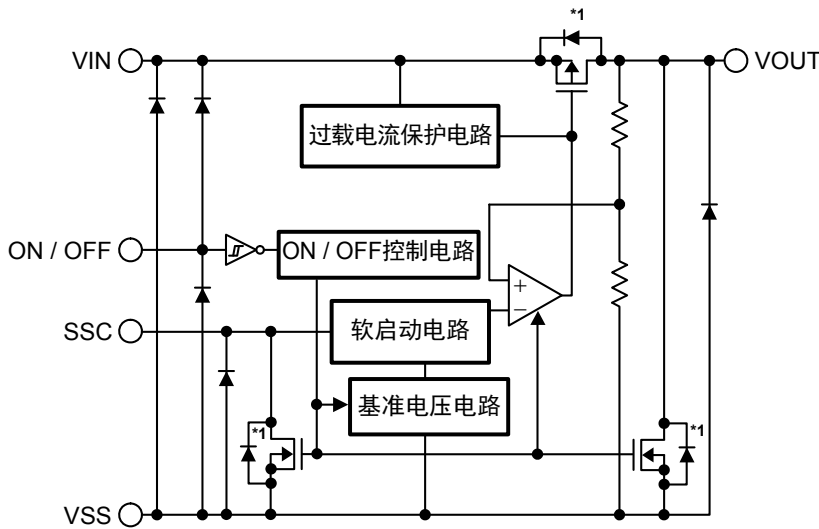 *1
VIN
VOUT
过载电流保护电路
ON / OFF
ON / OFF控制电路
+
−
SSC
软启动电路
基准电压电路
*1
*1
VSS